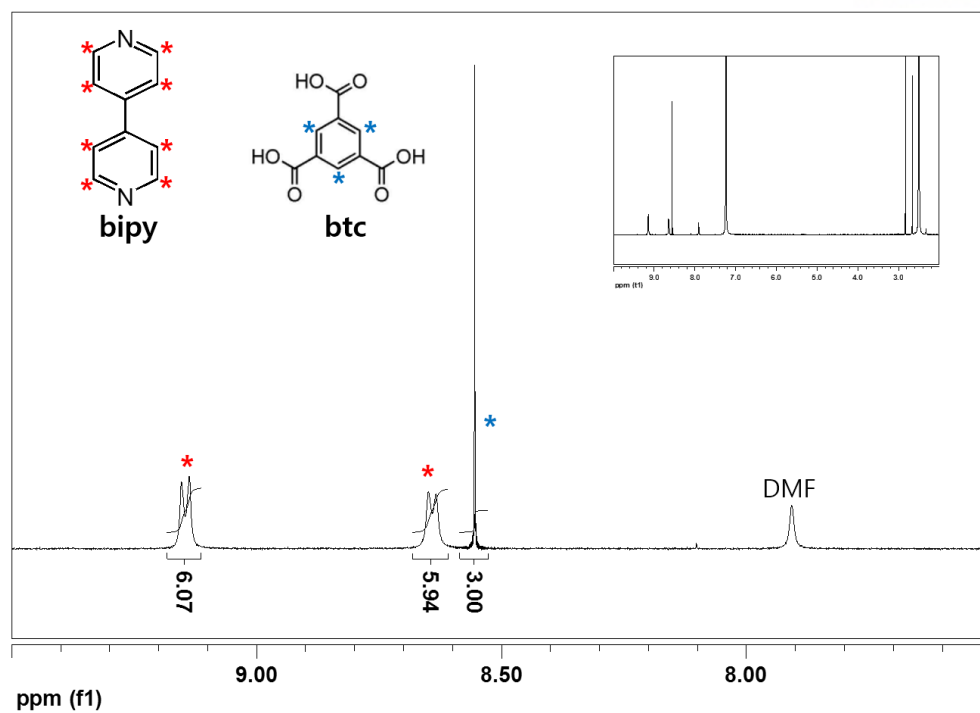 N
N
bipy
HO
O
HO
O
OH
O
btc
9.0 8.0 7.0 6.0 5.0 4.0 3.0
ppm (t1)
*
*
*
DMF
6.07
5.94
3.00
9.00 8.50 8.00
ppm (f1)